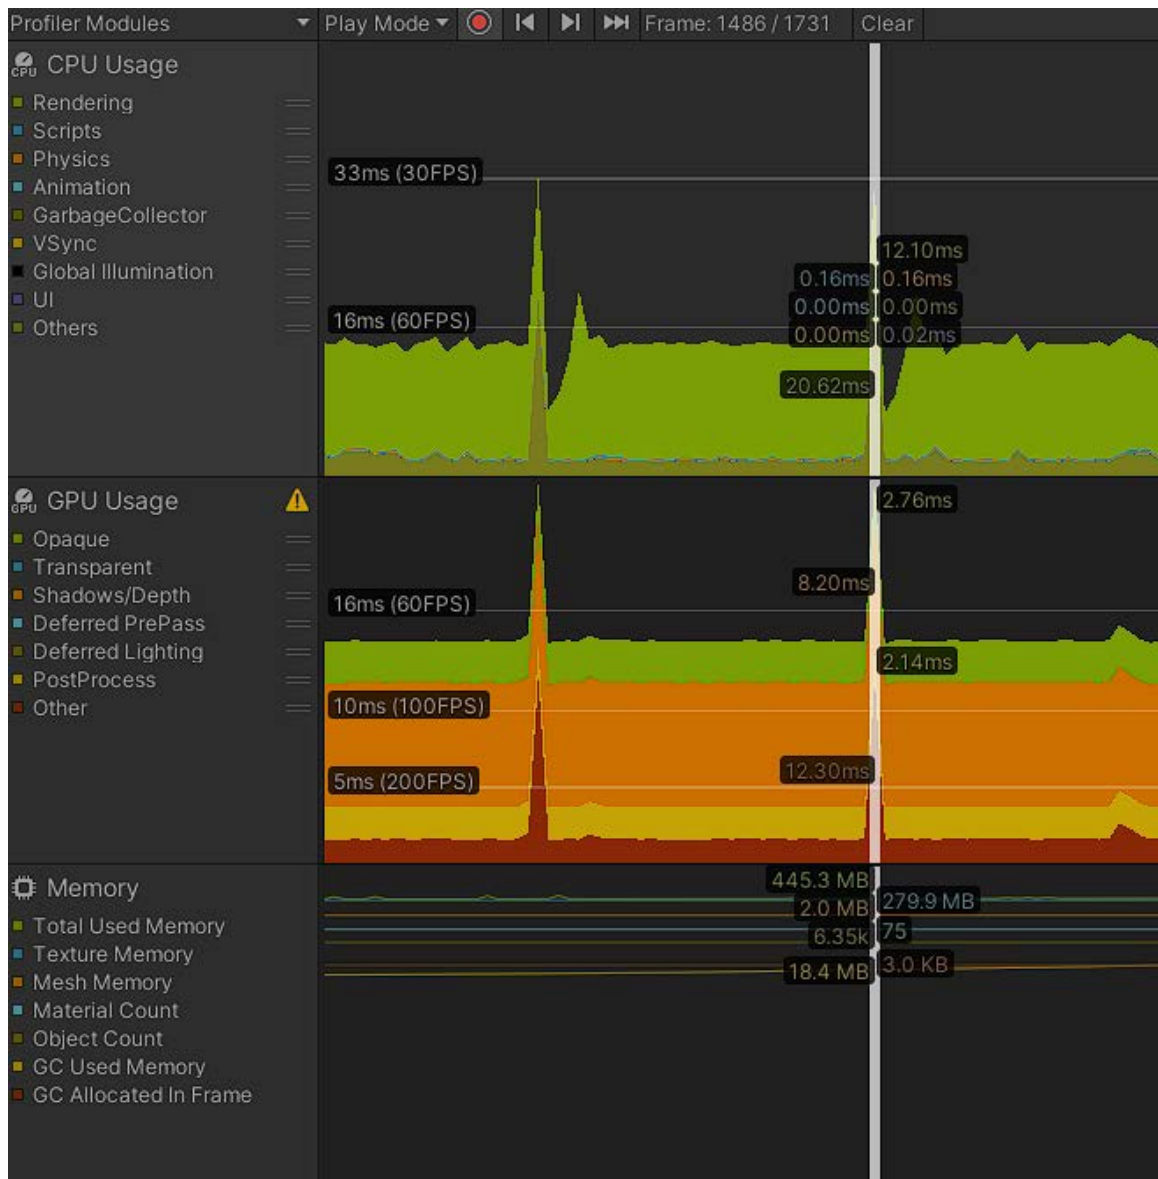 Profiler Modules Play Mode Frame: 1486 / 1731 Clear
CPU CPU Usage
Rendering
Scripts
Physics
Animation
GarbageCollector
VSync
Global Illumination
UI
Others
33ms (30FPS)
16ms (60FPS)
12.10ms
0.16ms 0.16ms
0.00ms 0.00ms
0.00ms 0.02ms
20.62ms
GPU GPU Usage
Opaque
Transparent
Shadows/Depth
Deferred PrePass
Deferred Lighting
PostProcess
Other
16ms (60FPS)
10ms (100FPS)
5ms (200FPS)
2.76ms
8.20ms
2.14ms
12.30ms
Memory
Total Used Memory
Texture Memory
Mesh Memory
Material Count
Object Count
GC Used Memory
GC Allocated In Frame
445.3 MB
279.9 MB
2.0 MB
75
6.35k
3.0 KB
18.4 MB